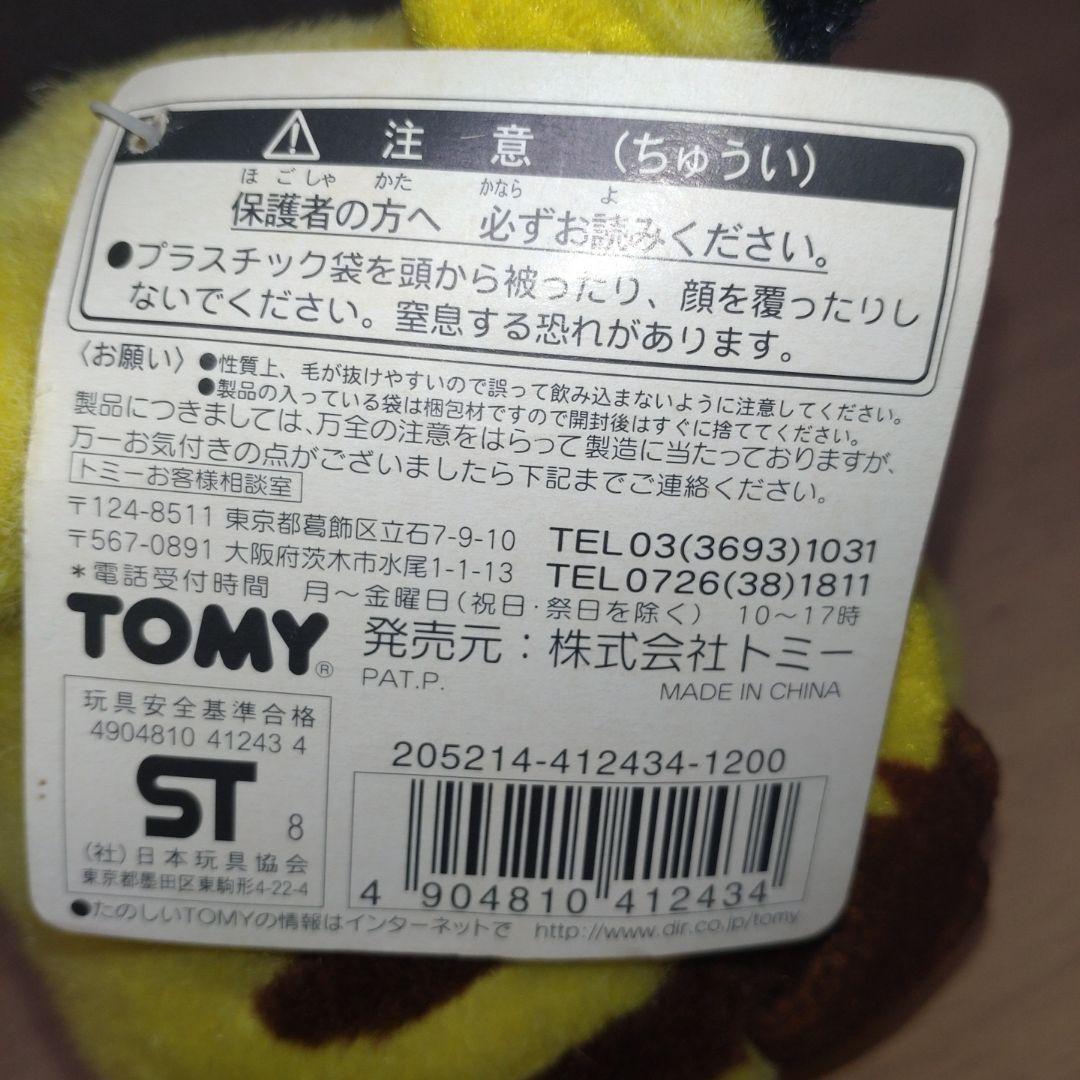 注意 (ちゅうい)
ほごしゃ かた かなら よ
保護者の方へ 必ずお読みください。
●プラスチック袋を頭から被ったり、顔を覆ったりし
ないでください。窒息する恐れがあります。
〈お願い〉●性質上、毛が抜けやすいので誤って飲み込まないように注意してください。
●製品の入っている袋は梱包材ですので開封後はすぐに捨ててください。
製品につきましては、万全の注意をはらって製造に当たっておりますが、
万一お気付きの点がございましたら下記までご連絡ください。
トミーお客様相談室
〒124-8511 東京都葛飾区立石7-9-10 TEL03(3693)1031
〒567-0891 大阪府茨木市水尾1-1-13 TEL0726(38)1811
*電話受付時間 月〜金曜日(祝日・祭日を除く) 10〜17時
TOMY® 発売元:株式会社トミー
PAT.P. MADE IN CHINA
玩具安全基準合格
4904810 41243 4
ST 8
(社)日本玩具協会
東京都墨田区東駒形4-22-4
205214-412434-1200
4 904810 412434
●たのしいTOMYの情報はインターネットで http://www.dir.co.jp/tomy